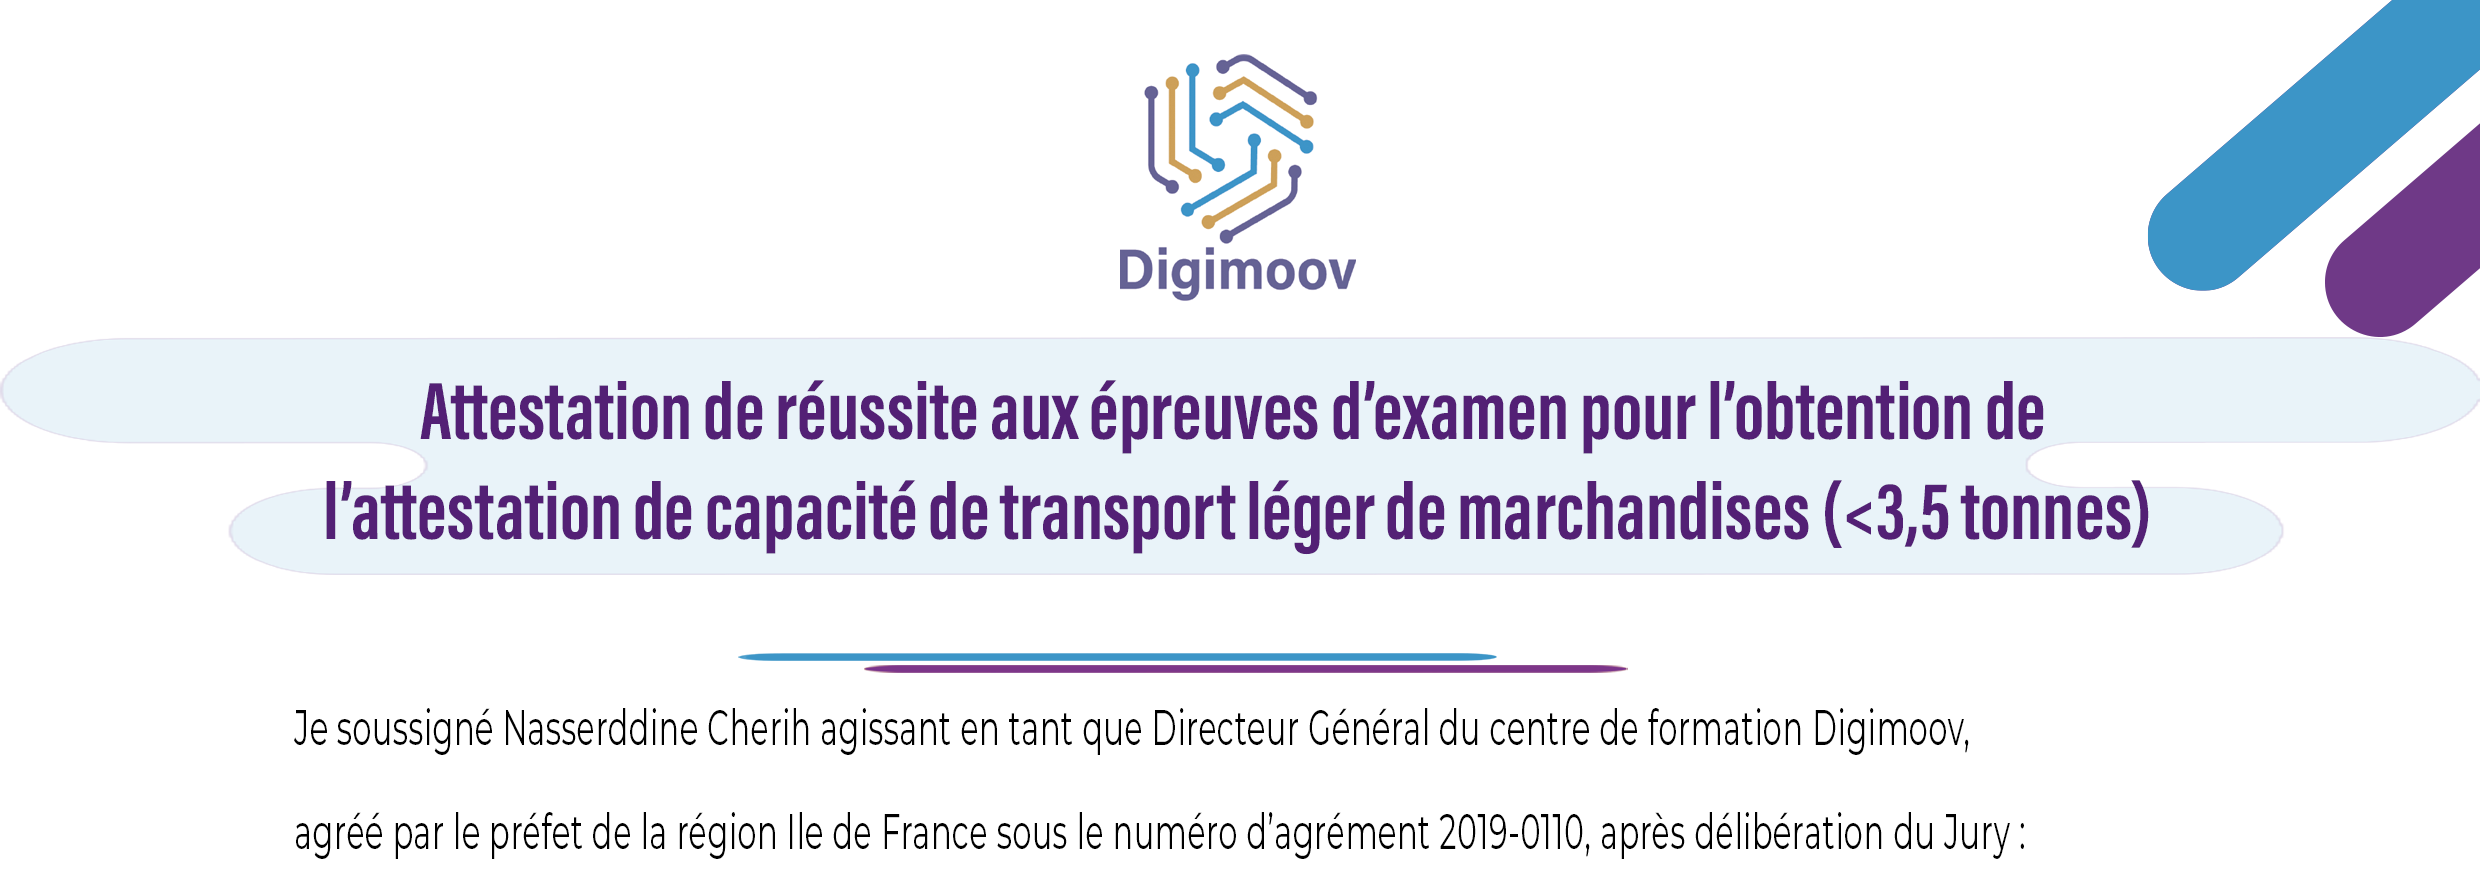 Digimoov
Attestation de réussite aux épreuves d’examen pour l’obtention de
l’attestation de capacité de transport léger de marchandises (<3,5 tonnes)
Je soussigné Nasserddine Cherih agissant en tant que Directeur Général du centre de formation Digimoov,
agréé par le préfet de la région Ile de France sous le numéro d’agrément 2019-0110, après délibération du Jury :